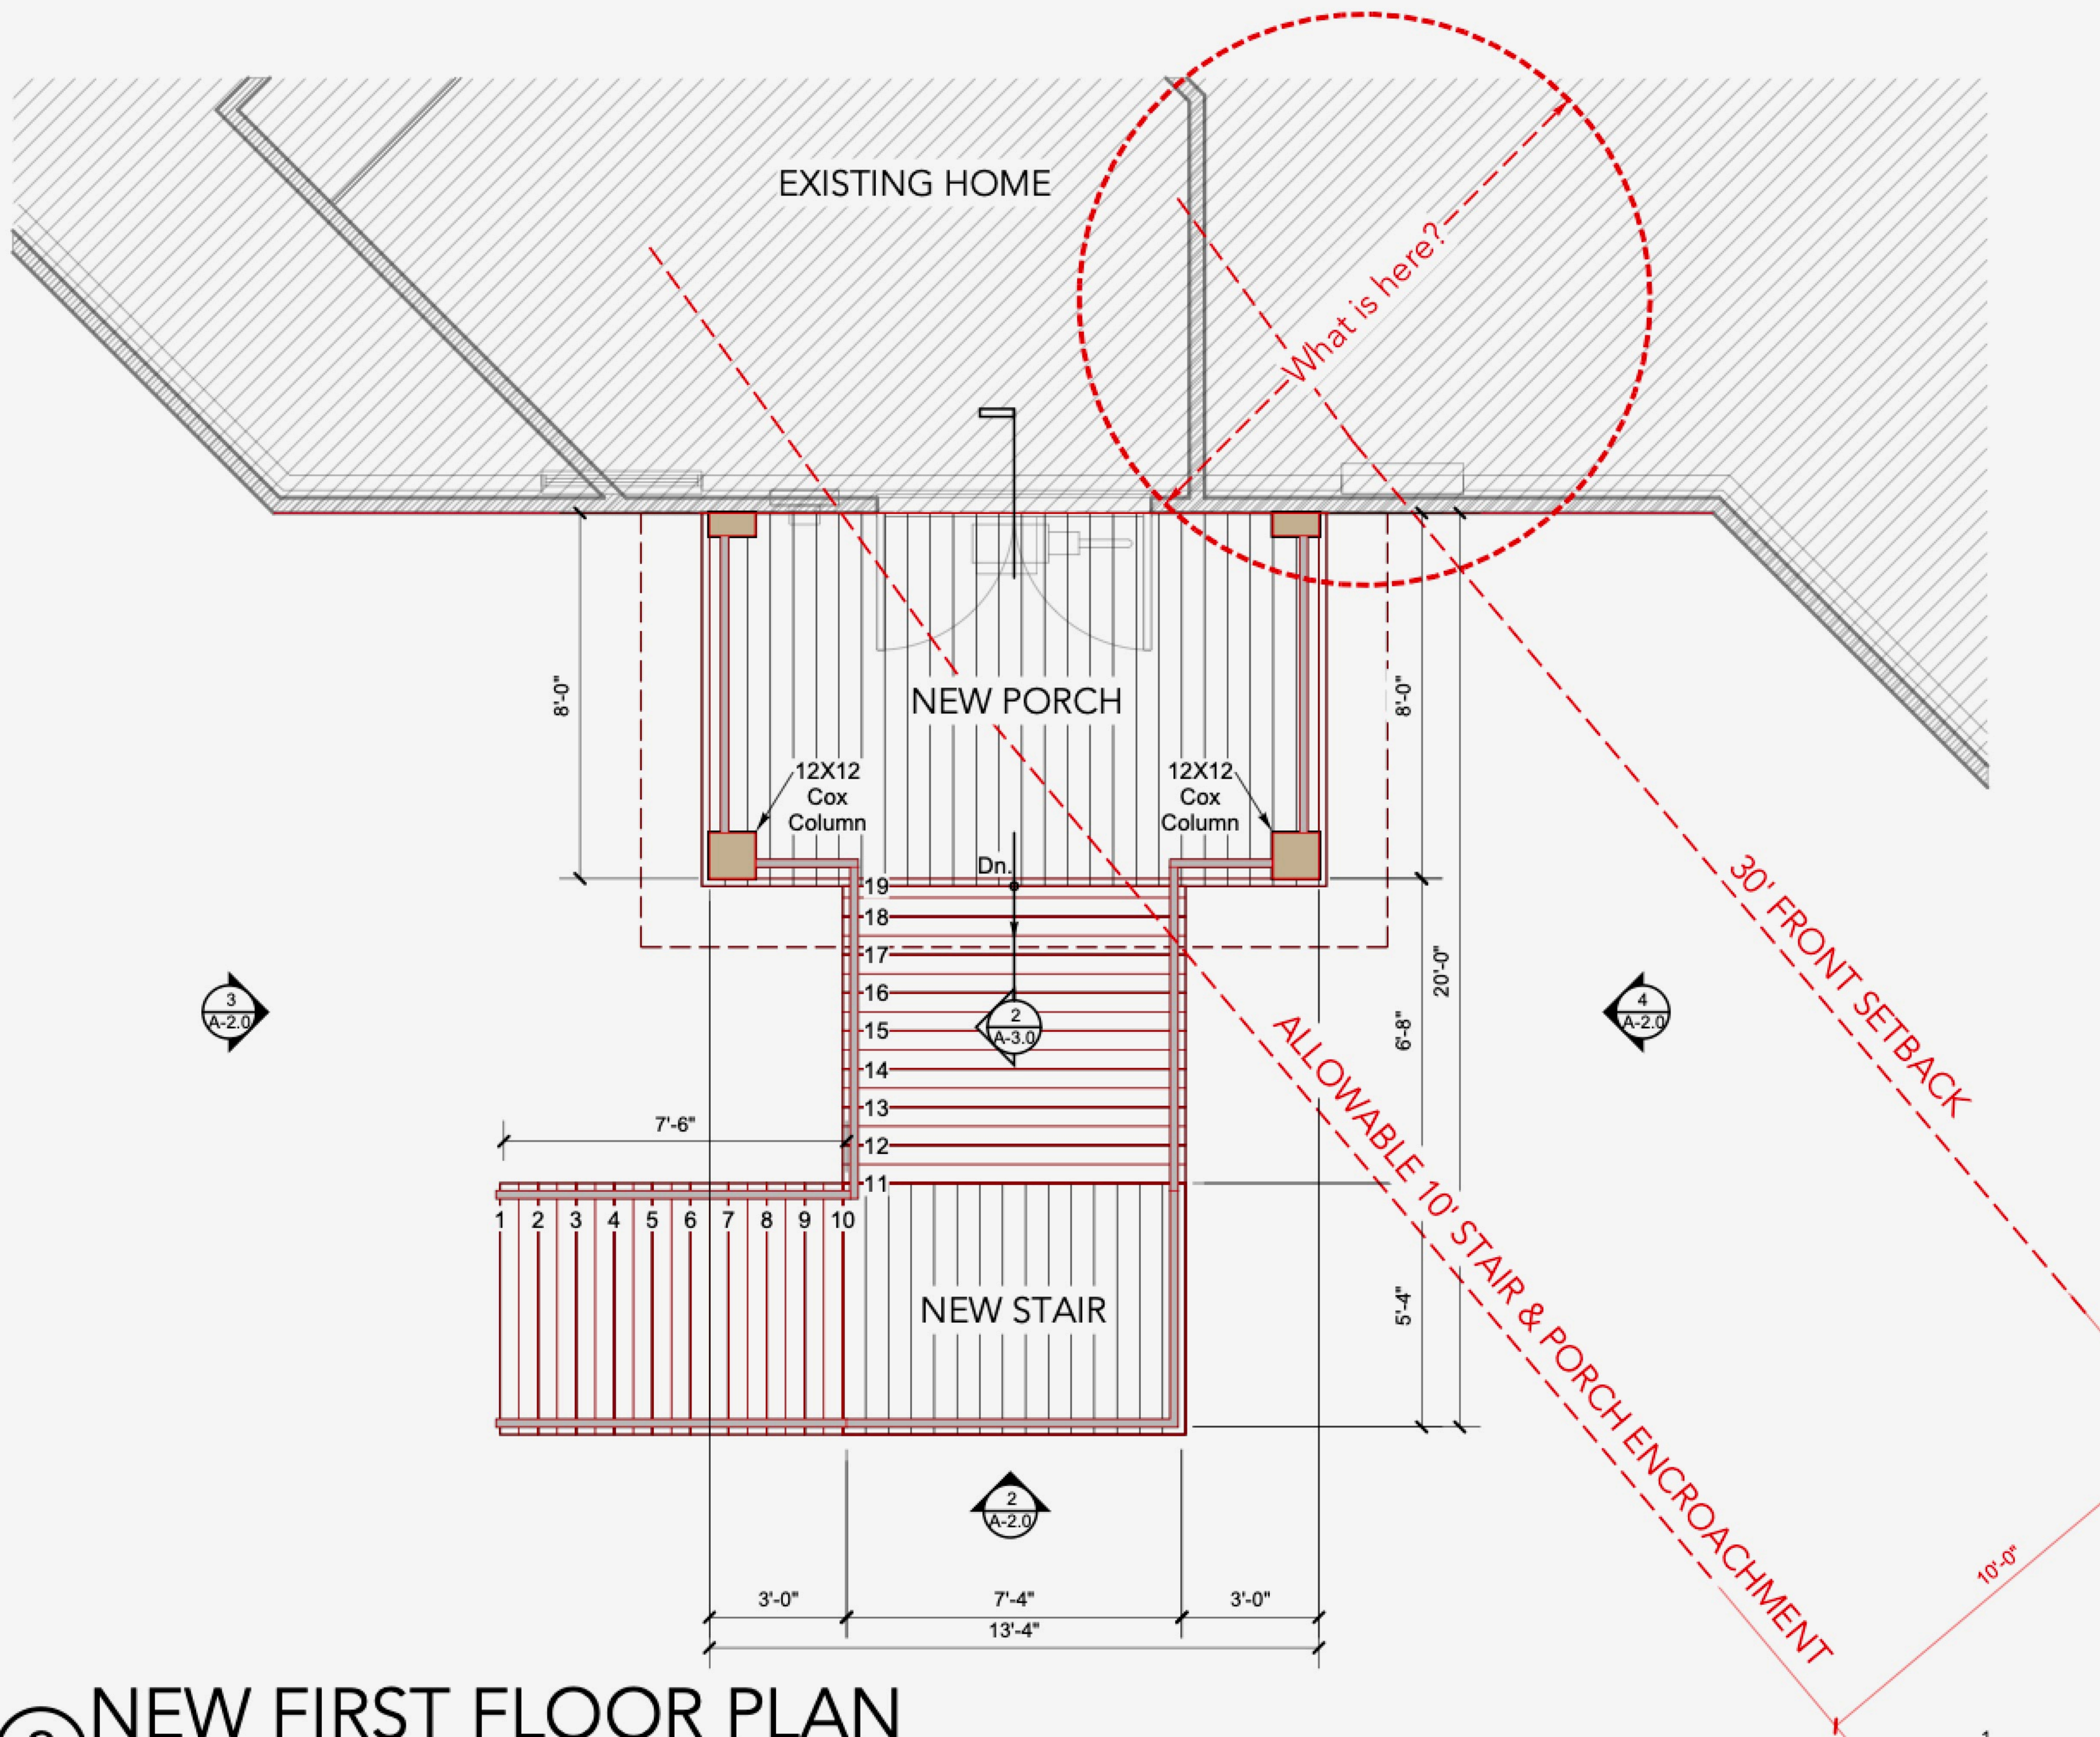 EXISTING HOME
What is here?
8'-0"
NEW PORCH
8'-0"
12X12
Cox
Column
12X12
Cox
Column
Dn.
19
18
17
16
15
14
13
12
11
30' FRONT SETBACK
20'-0"
3
A-2.0
2
A-3.0
4
A-2.0
6'-8"
ALLOWABLE 10' STAIR & PORCH ENCROACHMENT
7'-6"
1 2 3 4 5 6 7 8 9 10
NEW STAIR
5'-4"
2
A-2.0
10'-0"
3'-0" 7'-4" 3'-0"
13'-4"
NEW FIRST FLOOR PLAN